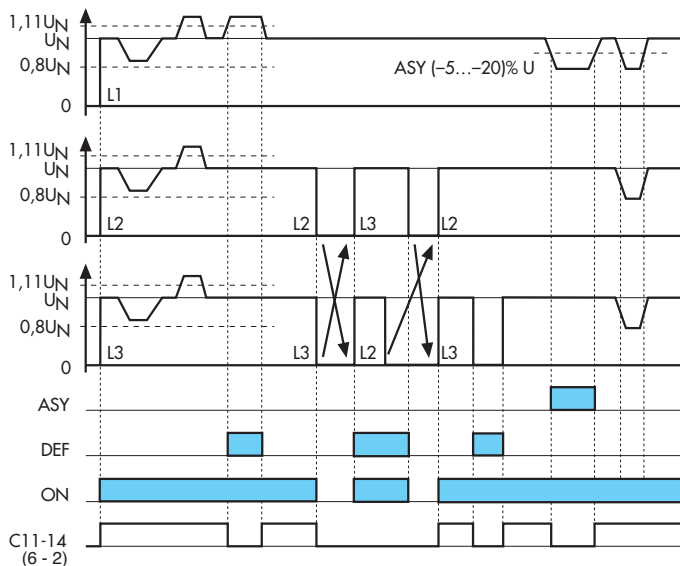 1,11UN
UN
0,8UN
ASY (–5...–20)% U
0
L1
1,11UN
UN
0,8UN
0
L2
L2
L3
L2
1,11UN
UN
0,8UN
0
L3
L3
L2
L3
ASY
DEF
ON
C11-14
(6 - 2)